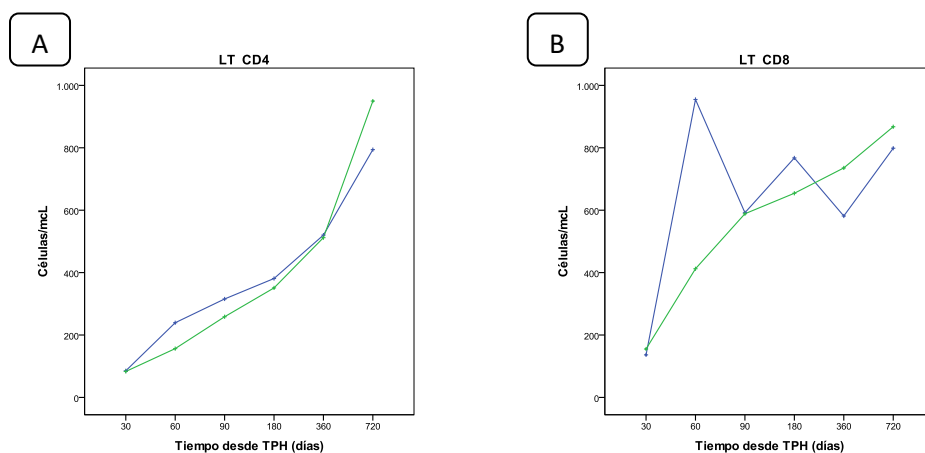 A
LT CD4
1.000
800
600
400
200
0
Células/mcL
30 60 90 180 360 720
Tiempo desde TPH (días)
B
LT CD8
1.000
800
600
400
200
0
Células/mcL
30 60 90 180 360 720
Tiempo desde TPH (días)